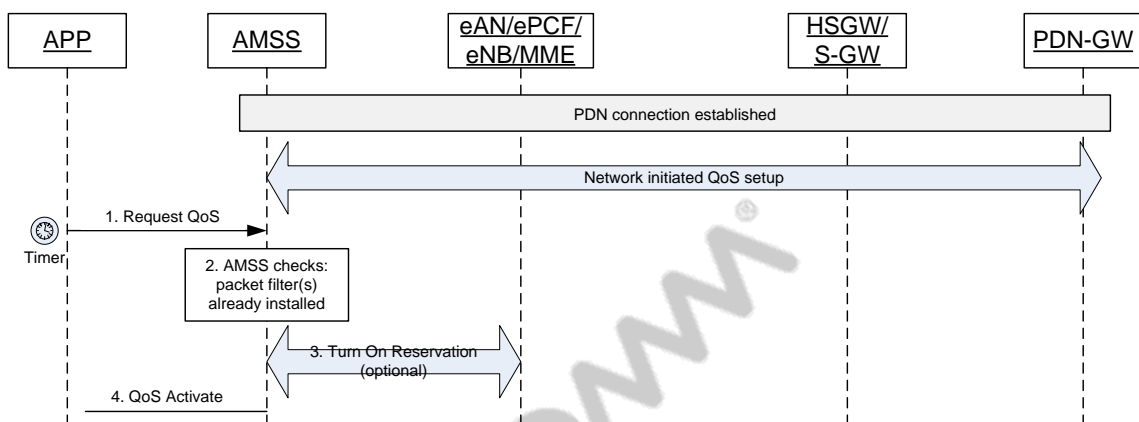 APP
AMSS
eAN/ePCF/
eNB/MME
HSGW/
S-GW
PDN-GW
PDN connection established
Network initiated QoS setup
1. Request QoS
Timer
2. AMSS checks:
packet filter(s)
already installed
3. Turn On Reservation
(optional)
4. QoS Activate